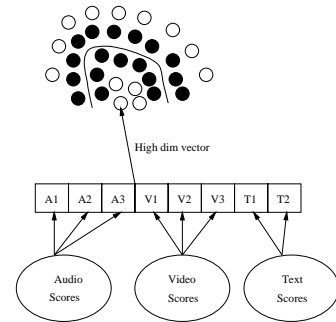 High dim vector
A1 A2 A3 V1 V2 V3 T1 T2
Audio Video Text
Scores Scores Scores